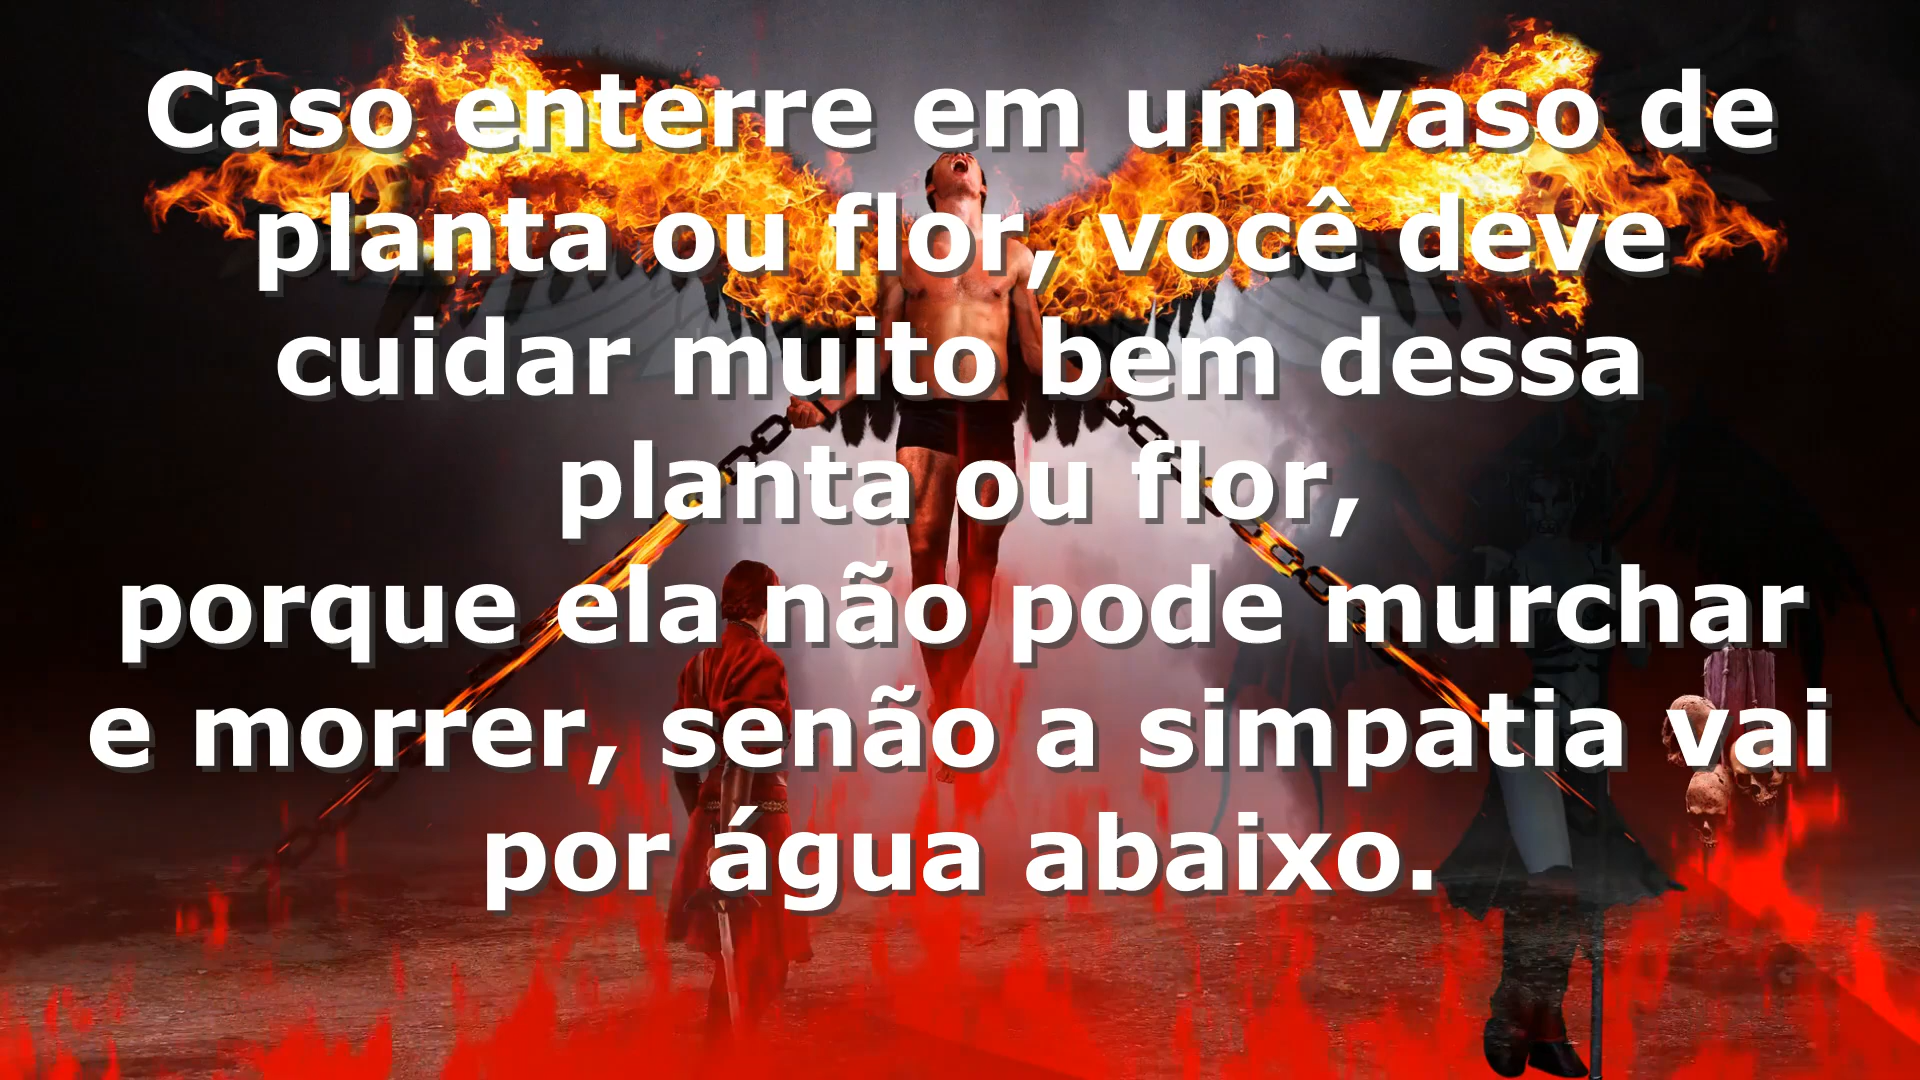 Caso enterre em um vaso de
planta ou flor, você deve
cuidar muito bem dessa
planta ou flor,
porque ela não pode murchar
e morrer, senão a simpatia vai
por água abaixo.